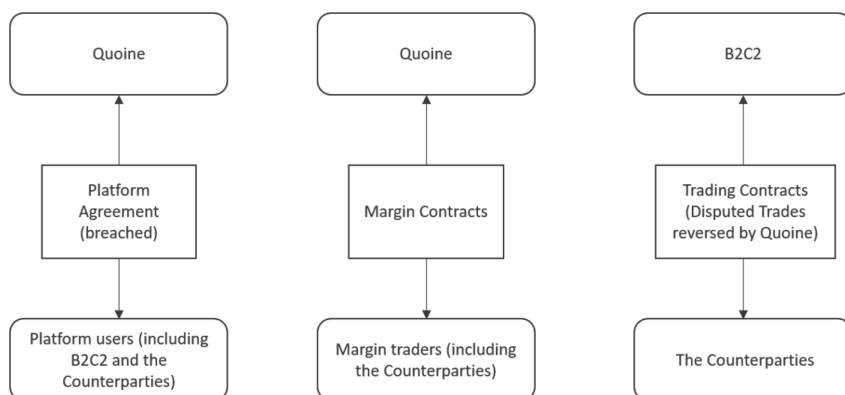 Quoine
Quoine
B2C2
Platform
Agreement
(breached)
Margin Contracts
Trading Contracts
(Disputed Trades
reversed by Quoine)
Platform users (including
B2C2 and the
Counterparties)
Margin traders (including
the Counterparties)
The Counterparties